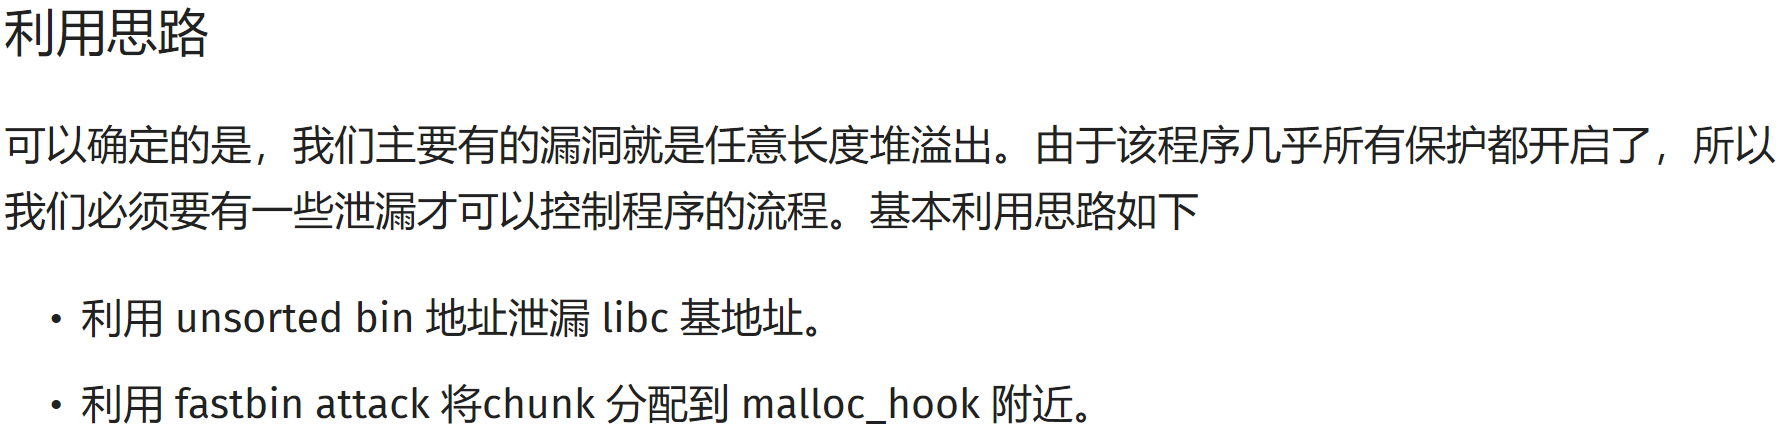 利用思路
可以确定的是，我们主要有的漏洞就是任意长度堆溢出。由于该程序几乎所有保护都开启了，所以
我们必须要有一些泄漏才可以控制程序的流程。基本利用思路如下
• 利用 unsorted bin 地址泄漏 libc 基地址。
• 利用 fastbin attack 将chunk 分配到 malloc_hook 附近。